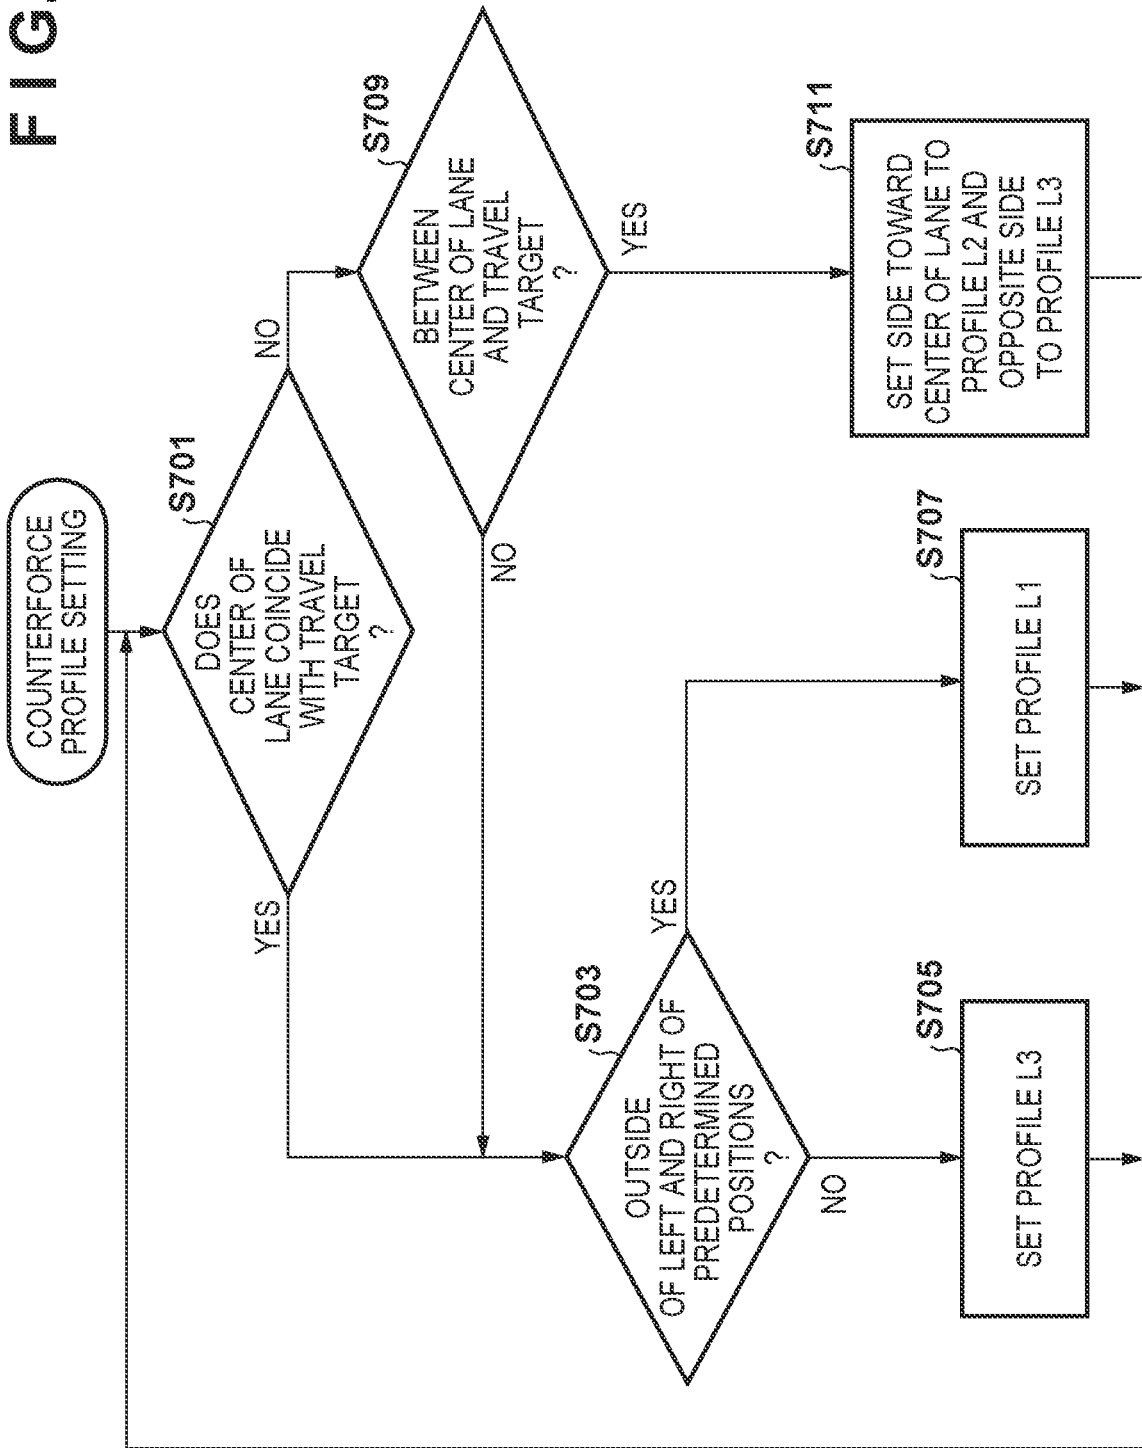 FIG.
COUNTERFORCE
PROFILE SETTING
S701
DOES
CENTER OF
LANE COINCIDE
WITH TRAVEL
TARGET
?
YES
NO
S709
BETWEEN
CENTER OF LANE
AND TRAVEL
TARGET
?
NO
YES
S703
OUTSIDE
OF LEFT AND RIGHT OF
PREDETERMINED
POSITIONS
?
YES
NO
S705
SET PROFILE L3
S707
SET PROFILE L1
S711
SET SIDE TOWARD
CENTER OF LANE TO
PROFILE L2 AND
OPPOSITE SIDE
TO PROFILE L3